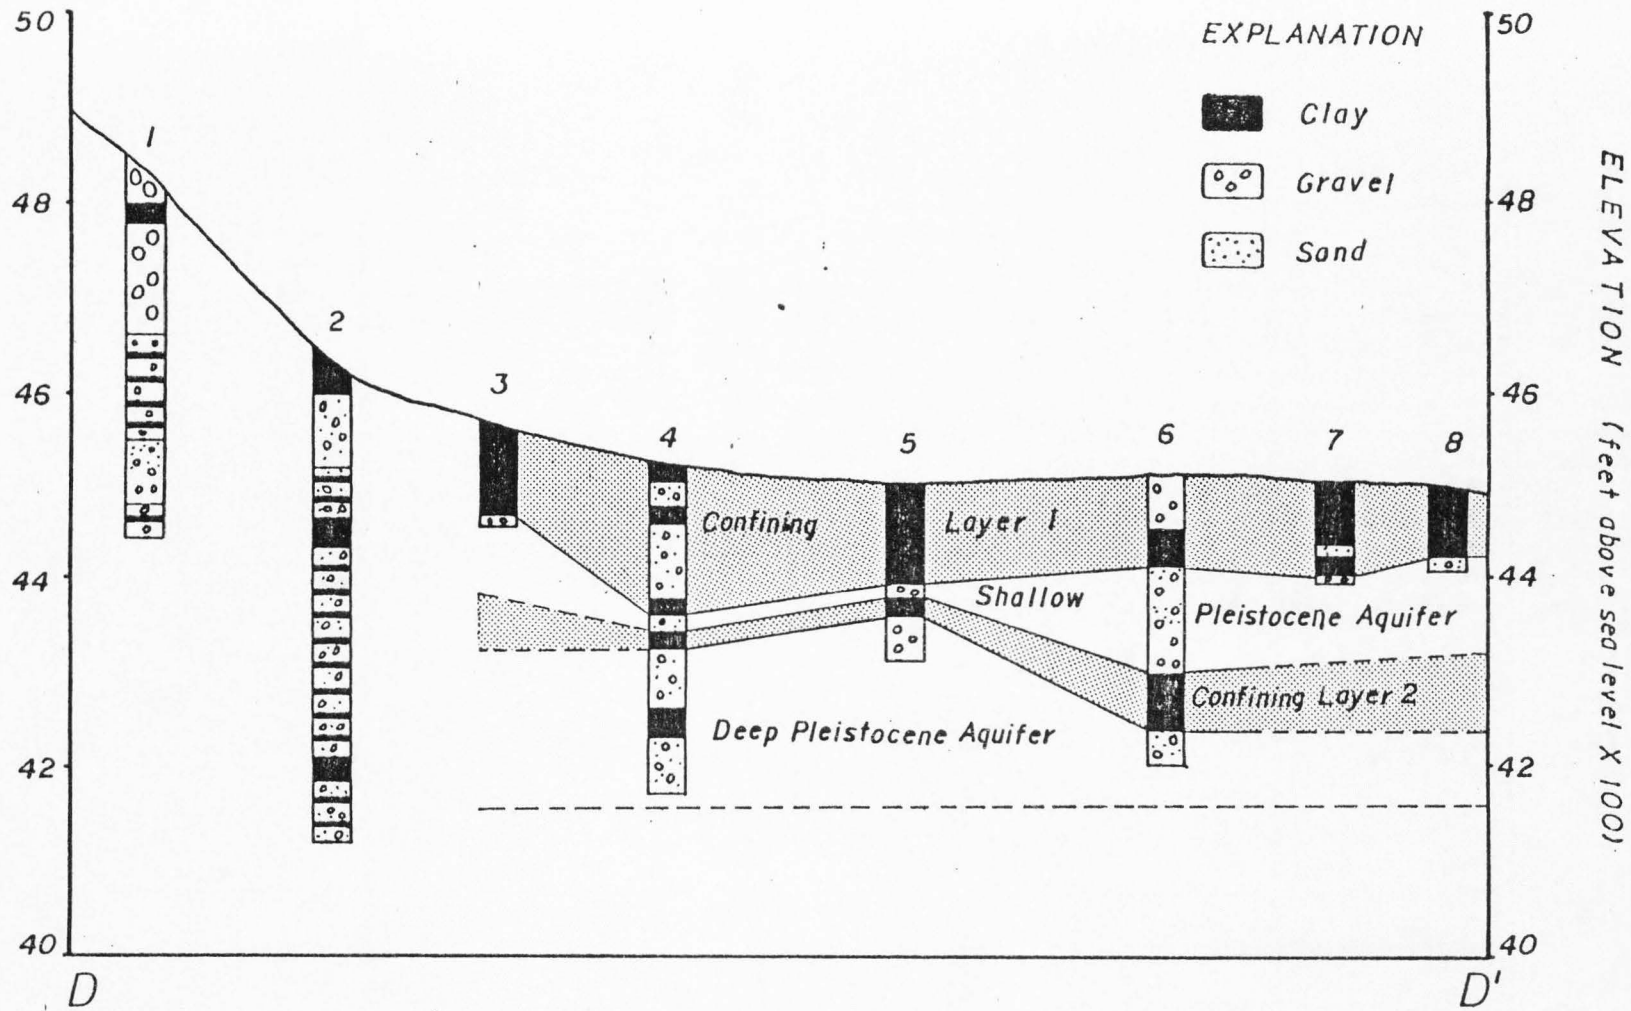 50
48
46
44
42
40
D
1
2
3
4
5
6
7
8
EXPLANATION
Clay
Gravel
Sand
Confining Layer 1
Shallow
Pleistocene Aquifer
Confining Layer 2
Deep Pleistocene Aquifer
50
48
46
44
42
40
D'
ELEVATION (feet above sea level X 100)